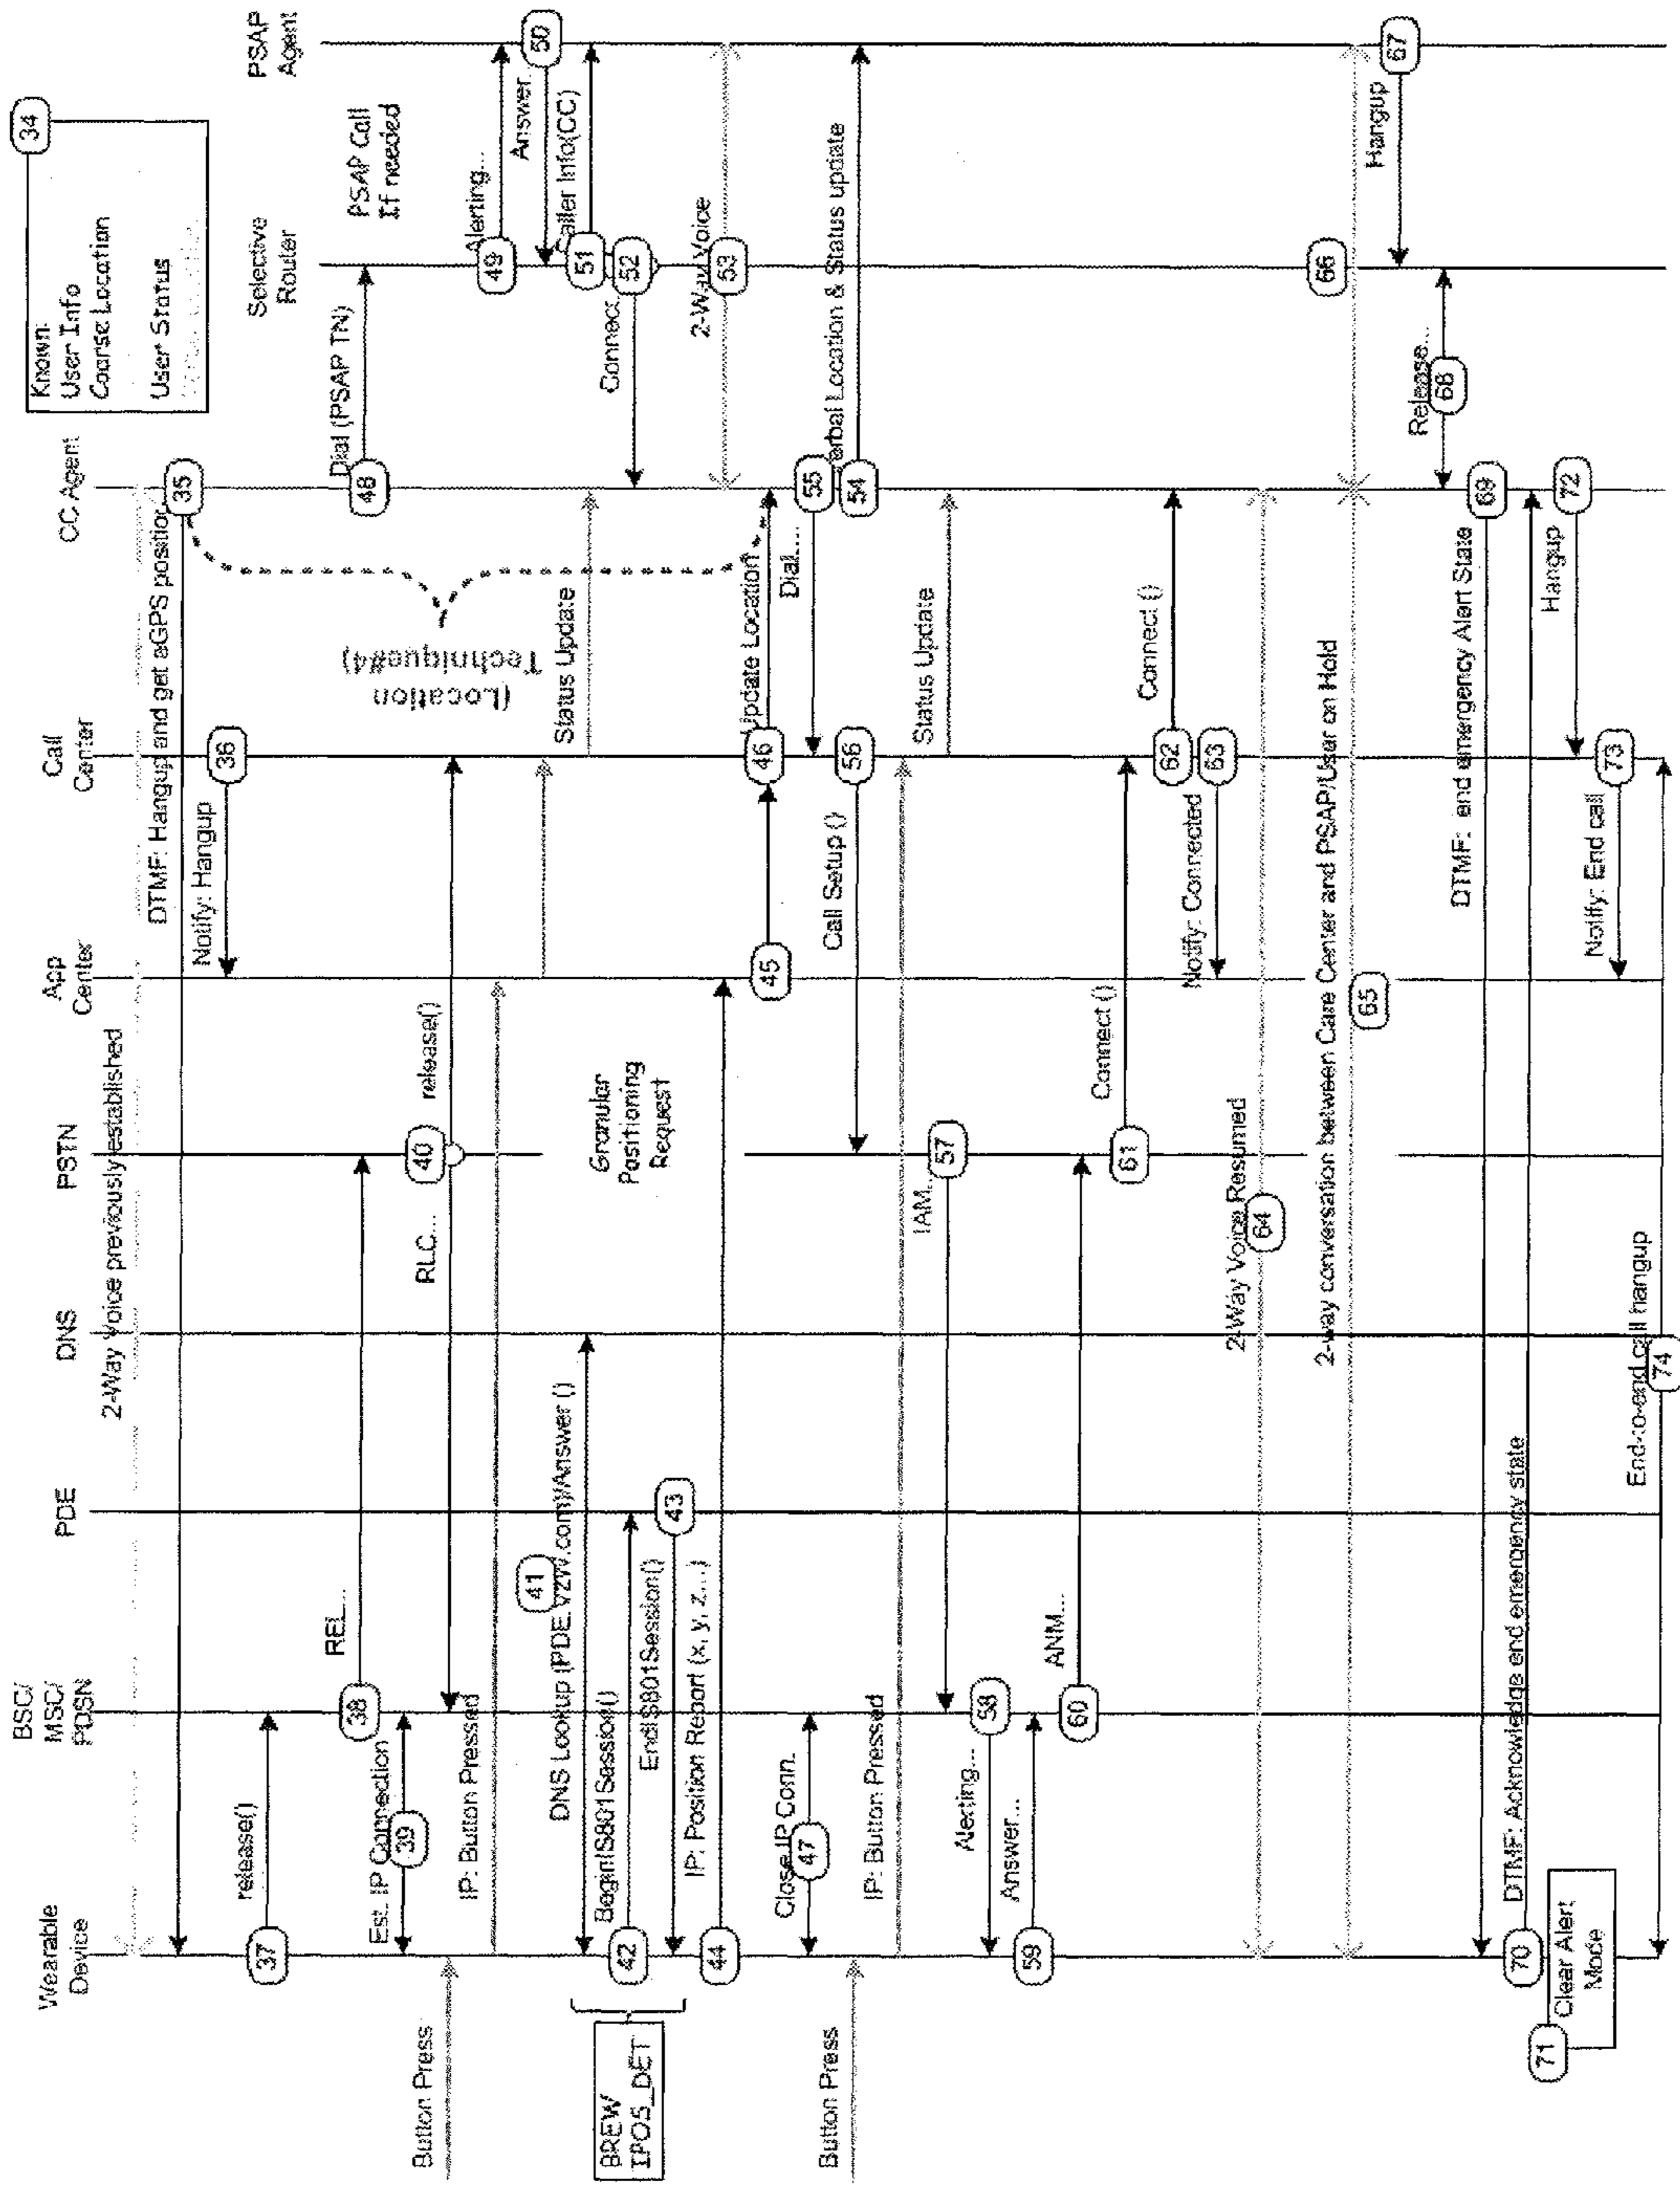 34
Known:
User Info
Coarse Location
User Status
Wearable
Device
BSC/
MSC/
PDSN
PDE
DNS
PSTN
App
Center
Call
Center
CC Agent
Selective
Router
PSAP
Agent
2-Way Voice previously established
35
DTMF: Hangup and get aGPS position
36
Notify: Hangup
37
release()
38
REL...
Est. IP Connection
39
40
release()
RLC...
Button Press
IP: Button Pressed
41
Status Update
DNS Lookup (PDE.vzw.com)/Answer ()
42
BeginIS801Session()
43
EndIS801Session()
BREW
IPOS_DET
44
IP: Position Report (x, y, z...)
Granular
Positioning
Request
45
46
Update Location
(Location
Technique#4)
Close IP Conn.
47
48
Dial (PSAP TN)
PSAP Call
If needed
49
Alerting...
50
Answer
51
Caller Info(CC)
52
Connec
2-Way Voice
53
54
erbal Location & Status update
55
Dial...
56
Call Setup ()
Button Press
IP: Button Pressed
Status Update
57
IAM...
58
Alerting...
59
Answer...
60
ANM...
61
Connect ()
62
Connect ()
63
Notify: Connected
2-Way Voice Resumed
64
2-way conversation between Care Center and PSAP/User on Hold
65
66
67
Hangup
Release...
68
69
DTMF: end emergency Alert State
70
DTMF: Acknowledge end emergency state
71
Clear Alert
Mode
72
Hangup
73
Notify: End call
End-to-end call hangup
74